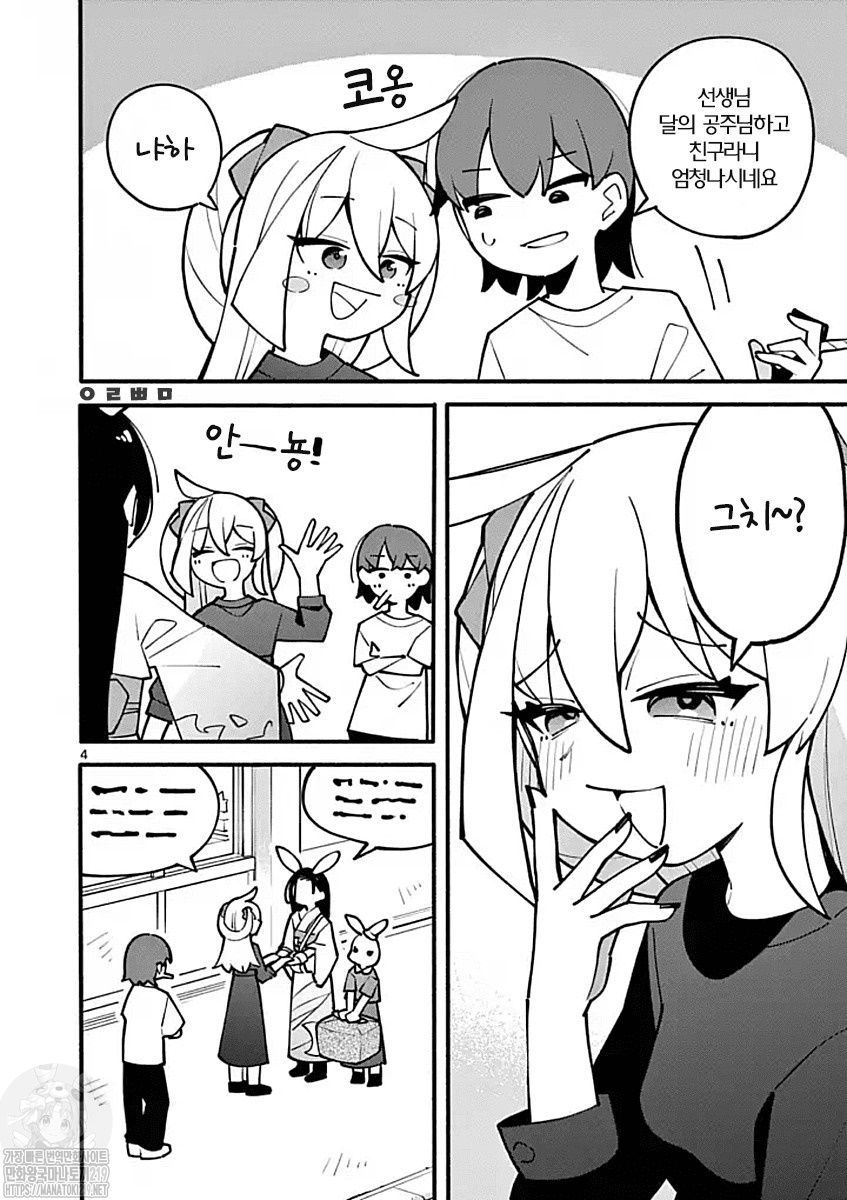 코옹
선생님
달의 공주님하고
친구라니
엄청나시네요
냐하
ㅇㄹㅃㅁ
그치~?
안—뇽!
4
가장 빠른 번역만화사이트
만화왕국마나토끼219
HTTPS://MANATOKI219.NET